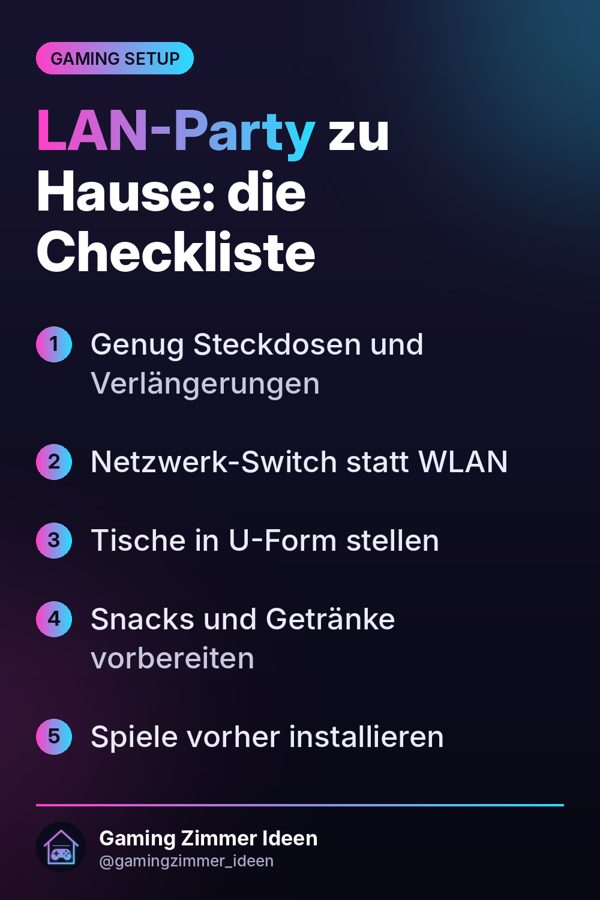 GAMING SETUP
LAN-Party zu
Hause: die
Checkliste
1 Genug Steckdosen und
Verlängerungen
2 Netzwerk-Switch statt WLAN
3 Tische in U-Form stellen
4 Snacks und Getränke
vorbereiten
5 Spiele vorher installieren
Gaming Zimmer Ideen
@gamingzimmer_ideen